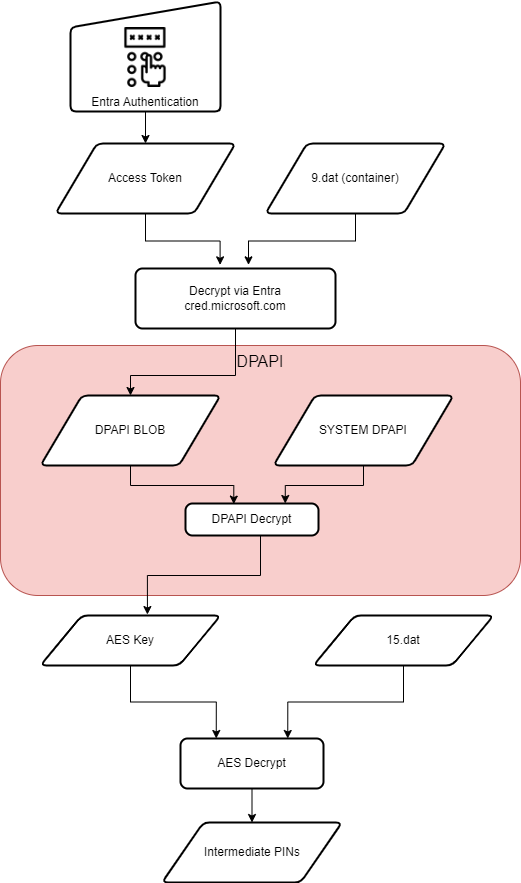 ****
Entra Authentication
Access Token
9.dat (container)
Decrypt via Entra
cred.microsoft.com
DPAPI
DPAPI BLOB
SYSTEM DPAPI
DPAPI Decrypt
AES Key
15.dat
AES Decrypt
Intermediate PINs